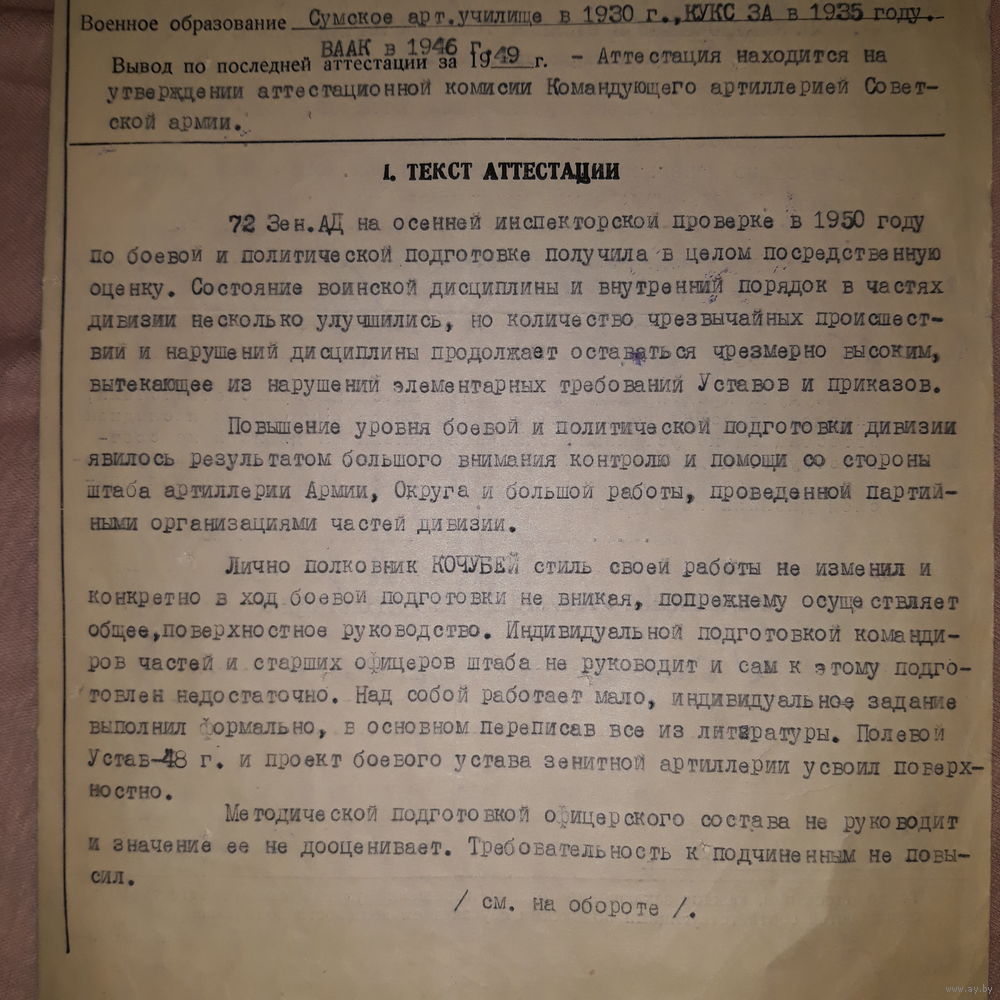 Военное образование Сумское арт.училище в 1930 г.,КУКС ЗА в 1935 году.
ВААК в 1946 г.
Вывод по последней аттестации за 1949 г. - Аттестация находится на
утверждении аттестационной комисии Командующего артиллерией Совет-
ской армии.
1. ТЕКСТ АТТЕСТАЦИИ
72 Зен.АД на осенней инспекторской проверке в 1950 году
по боевой и политической подготовке получила в целом посредственную
оценку. Состояние воинской дисциплины и внутренний порядок в частях
дивизии несколько улучшились, но количество чрезвычайных происшест-
вий и нарушений дисциплины продолжает оставаться чрезмерно высоким,
вытекающее из нарушений элементарных требований Уставов и приказов.
Повышение уровня боевой и политической подготовки дивизии
явилось результатом большого внимания контролю и помощи со стороны
штаба артиллерии Армии, Округа и большой работы, проведенной партий-
ными организациями частей дивизии.
Лично полковник КОЧУБЕЙ стиль своей работы не изменил и
конкретно в ход боевой подготовки не вникая, попрежнему осуществляет
общее,поверхностное руководство. Индивидуальной подготовкой команди-
ров частей и старших офицеров штаба не руководит и сам к этому подго-
товлен недостаточно. Над собой работает мало, индивидуальное задание
выполнил формально, в основном переписав все из литературы. Полевой
Устав-48 г. и проект боевого устава зенитной артиллерии усвоил поверх-
ностно.
Методической подготовкой офицерского состава не руководит
и значение ее не дооценивает. Требовательность к подчиненным не повы-
сил.
/ см. на обороте /.
www.ay.by